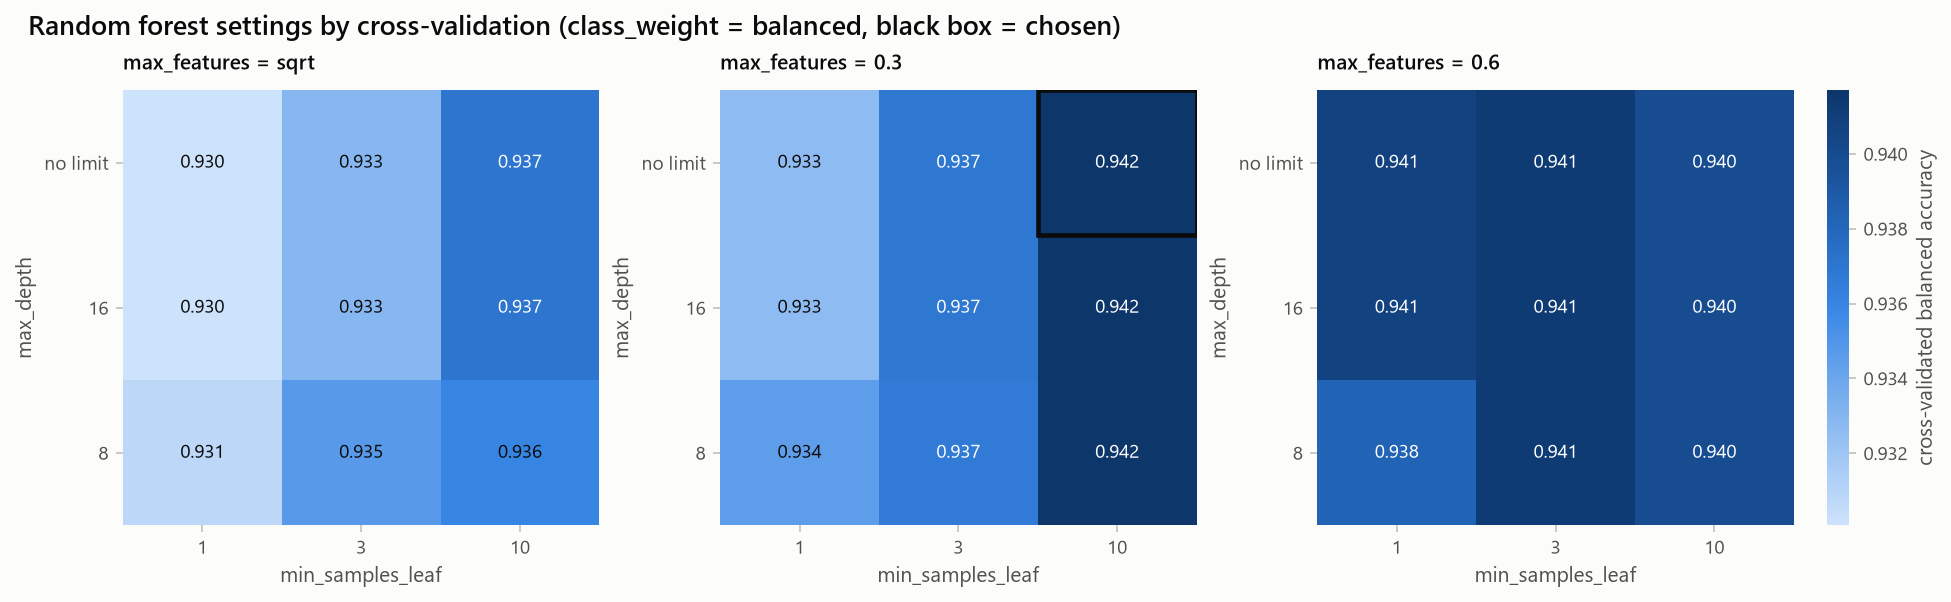 Random forest settings by cross-validation (class_weight = balanced, black box = chosen)
max_features = sqrt
max_depth
no limit 0.930 0.933 0.937
16 0.930 0.933 0.937
8 0.931 0.935 0.936
1 3 10
min_samples_leaf
max_features = 0.3
max_depth
no limit 0.933 0.937 0.942
16 0.933 0.937 0.942
8 0.934 0.937 0.942
1 3 10
min_samples_leaf
max_features = 0.6
max_depth
no limit 0.941 0.941 0.940
16 0.941 0.941 0.940
8 0.938 0.941 0.940
1 3 10
min_samples_leaf
0.940
0.938
0.936
0.934
0.932
cross-validated balanced accuracy